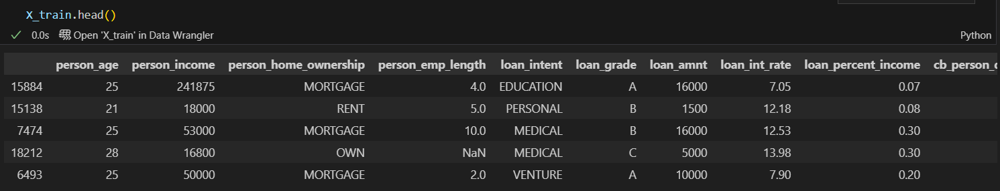 X_train.head()
0.0s Open 'X_train' in Data Wrangler Python
person_age person_income person_home_ownership person_emp_length loan_intent loan_grade loan_amnt loan_int_rate loan_percent_income cb_person_
15884 25 241875 MORTGAGE 4.0 EDUCATION A 16000 7.05 0.07
15138 21 18000 RENT 5.0 PERSONAL B 1500 12.18 0.08
7474 25 53000 MORTGAGE 10.0 MEDICAL B 16000 12.53 0.30
18212 28 16800 OWN NaN MEDICAL C 5000 13.98 0.30
6493 25 50000 MORTGAGE 2.0 VENTURE A 10000 7.90 0.20